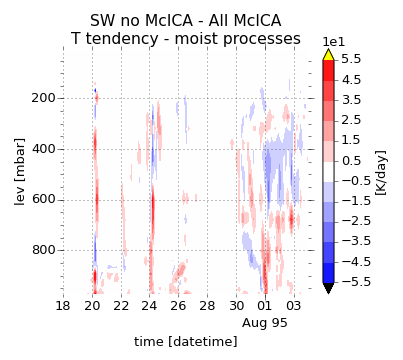 SW no McICA - All McICA
T tendency - moist processes
1e1
lev [mbar]
200
400
600
800
18 20 22 24 26 28 30 01 03
Aug 95
time [datetime]
5.5
4.5
3.5
2.5
1.5
0.5
−0.5
−1.5
−2.5
−3.5
−4.5
−5.5
[K/day]